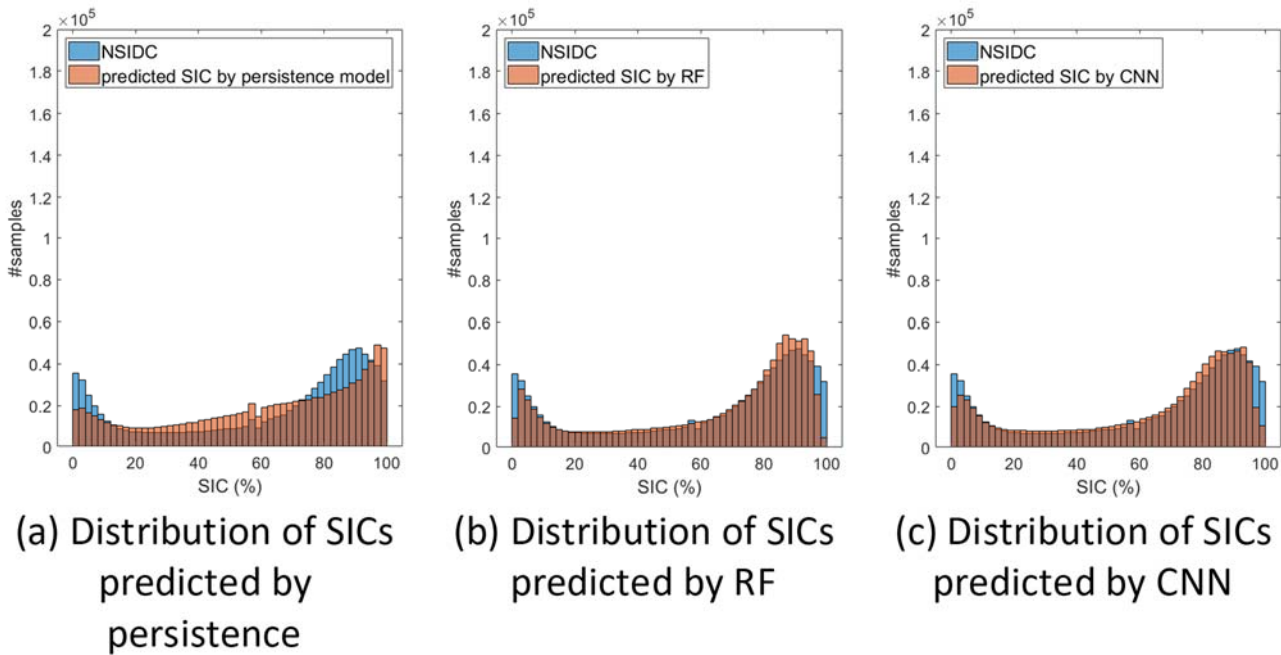 ×10⁵
2
1.8
1.6
1.4
1.2
1
0.8
0.6
0.4
0.2
0
#samples
NSIDC
predicted SIC by persistence model
0 20 40 60 80 100
SIC (%)
(a) Distribution of SICs
predicted by
persistence
×10⁵
2
1.8
1.6
1.4
1.2
1
0.8
0.6
0.4
0.2
0
#samples
NSIDC
predicted SIC by RF
0 20 40 60 80 100
SIC (%)
(b) Distribution of SICs
predicted by RF
×10⁵
2
1.8
1.6
1.4
1.2
1
0.8
0.6
0.4
0.2
0
#samples
NSIDC
predicted SIC by CNN
0 20 40 60 80 100
SIC (%)
(c) Distribution of SICs
predicted by CNN